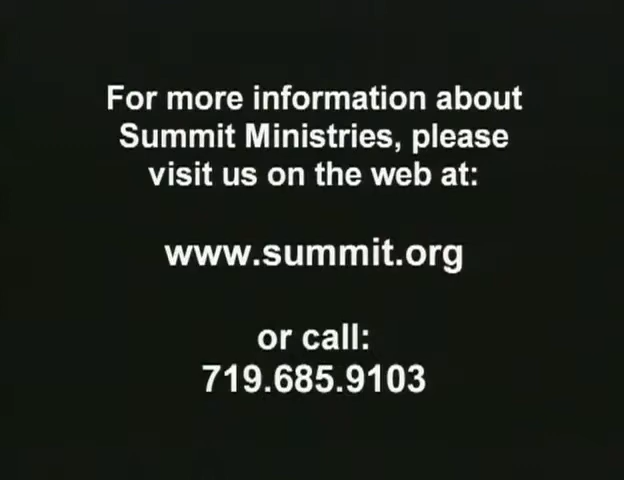 For more information about
Summit Ministries, please
visit us on the web at:
www.summit.org
or call:
719.685.9103